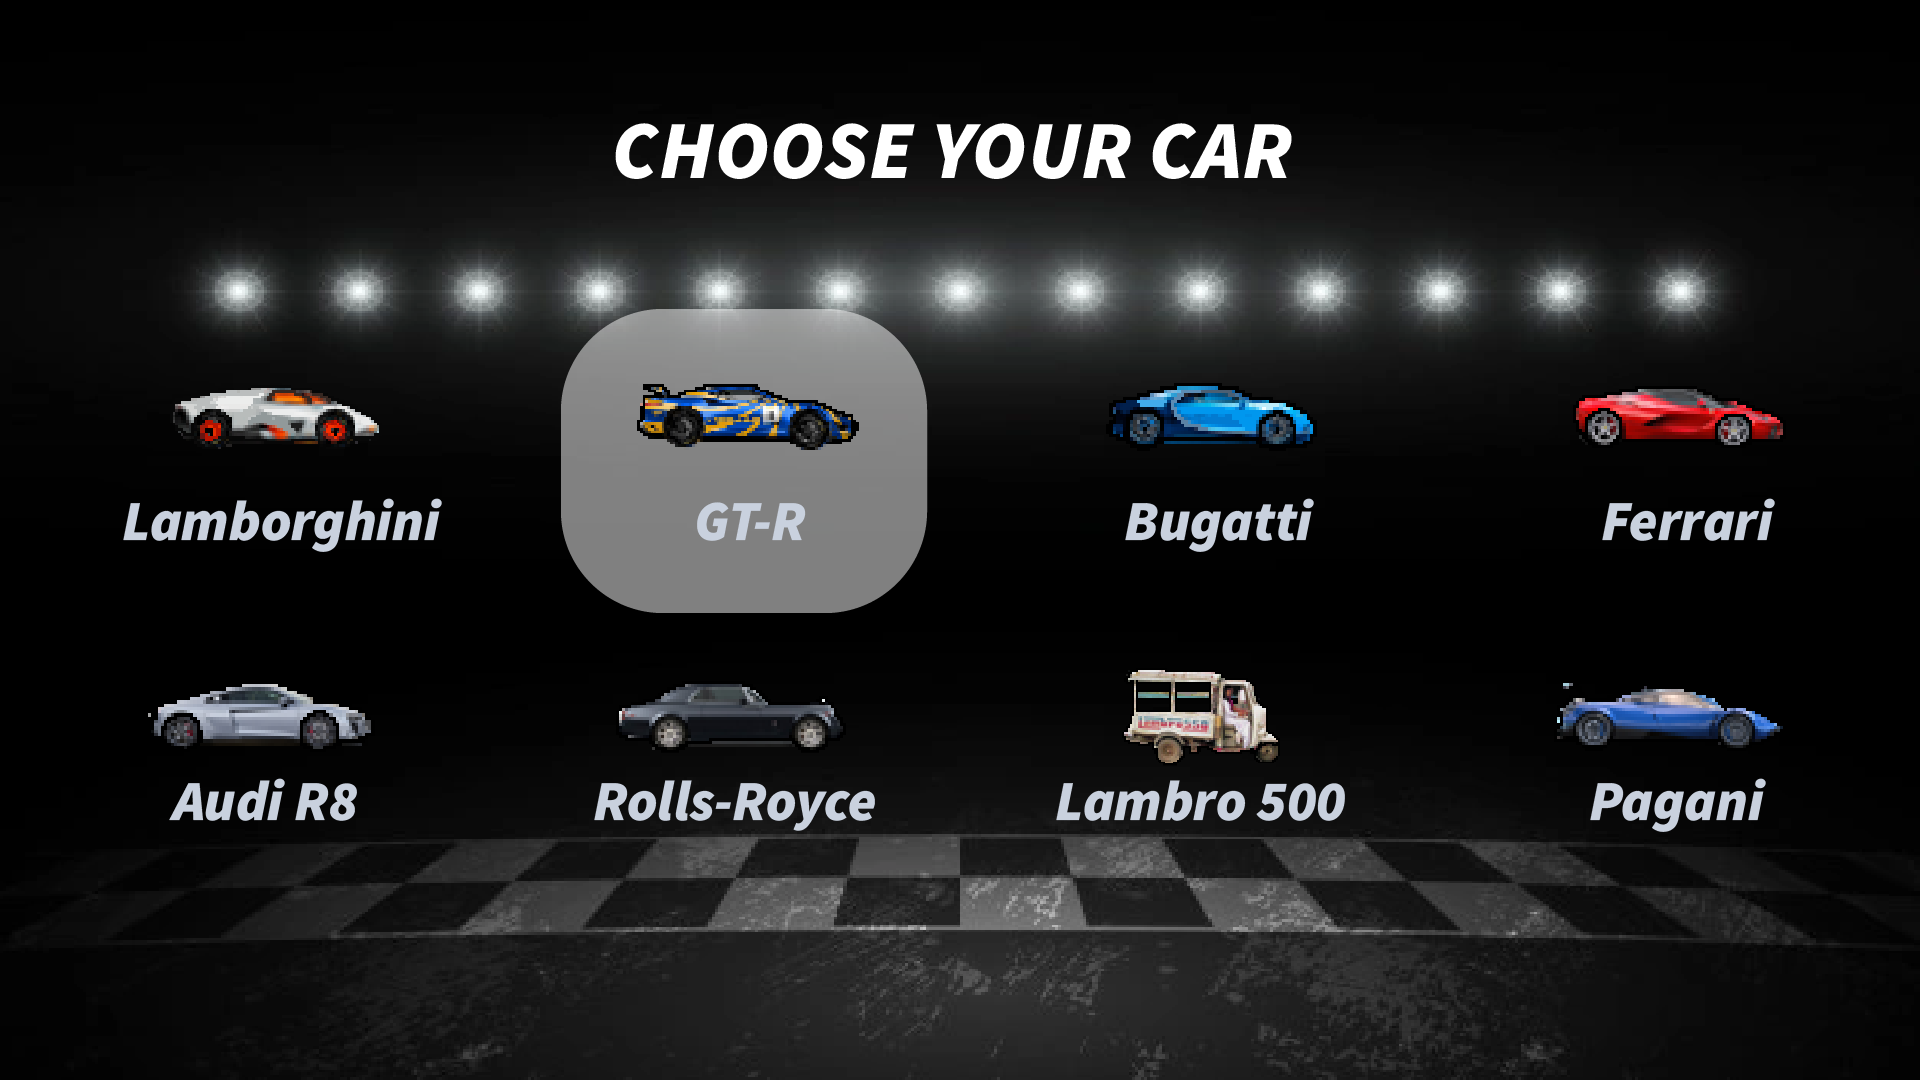 CHOOSE YOUR CAR
Lamborghini
GT-R
Bugatti
Ferrari
Audi R8
Rolls-Royce
Lambro 500
Pagani